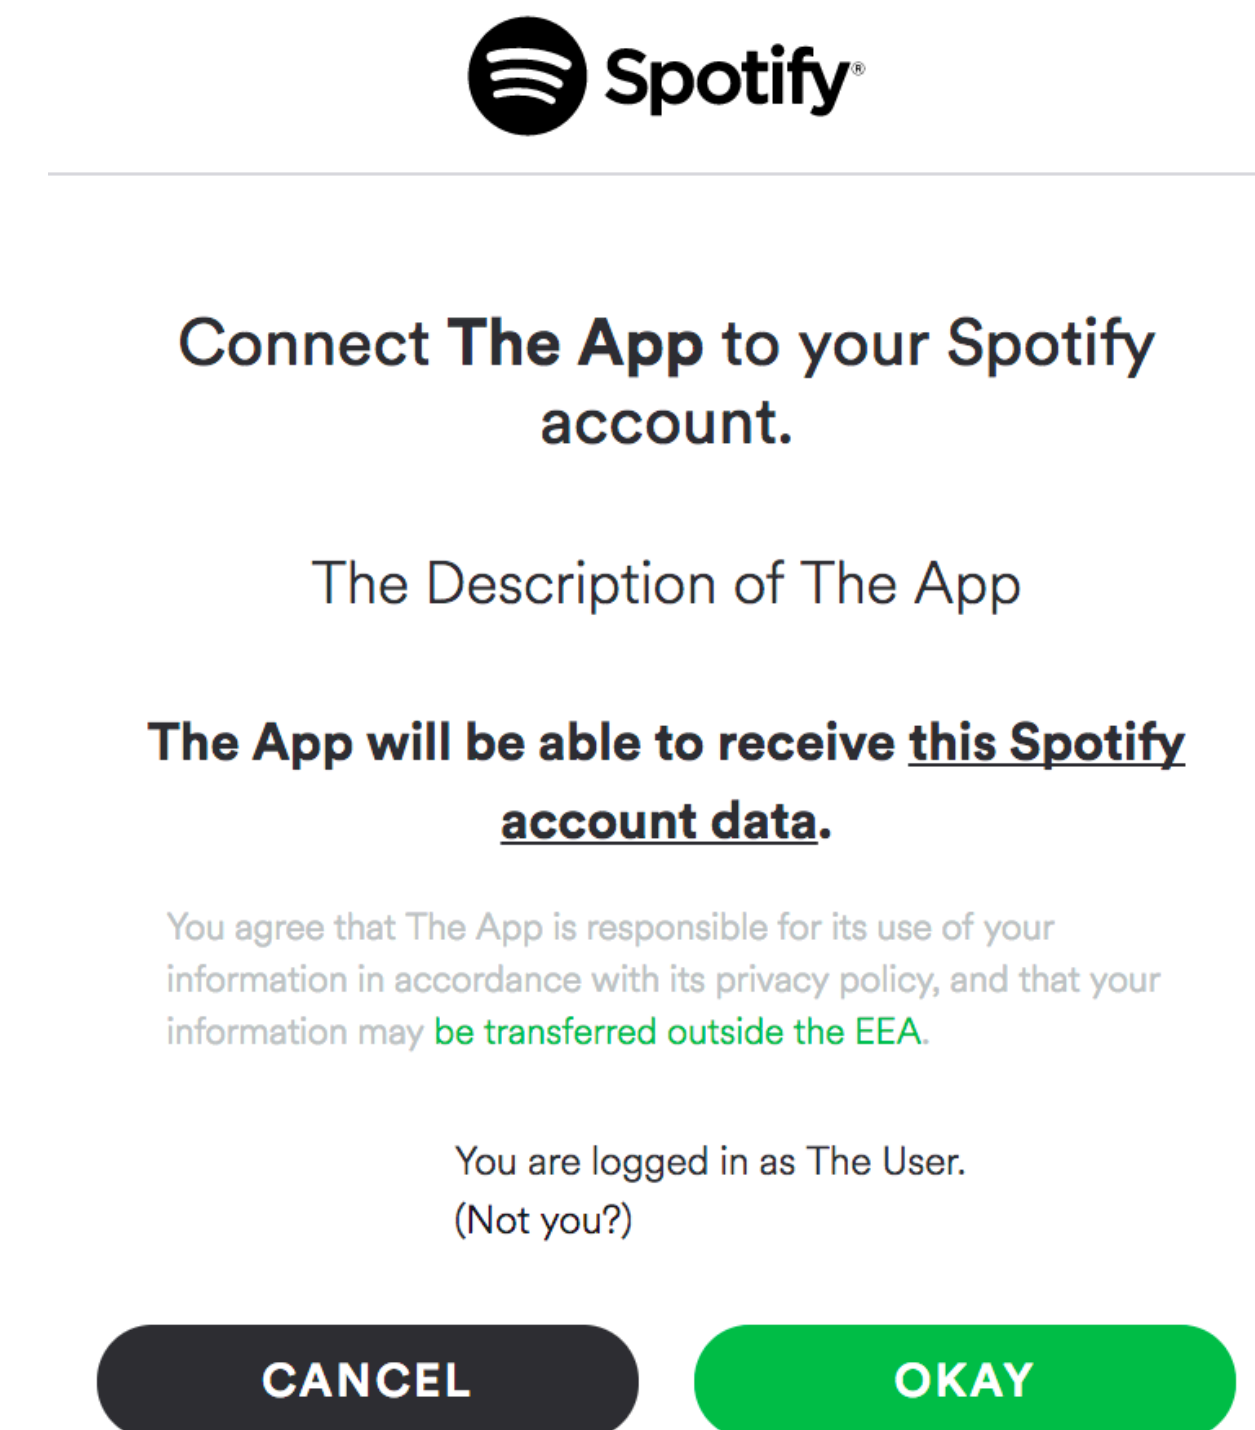 Spotify®
Connect The App to your Spotify
account.
The Description of The App
The App will be able to receive this Spotify
account data.
You agree that The App is responsible for its use of your
information in accordance with its privacy policy, and that your
information may be transferred outside the EEA.
You are logged in as The User.
(Not you?)
CANCEL
OKAY